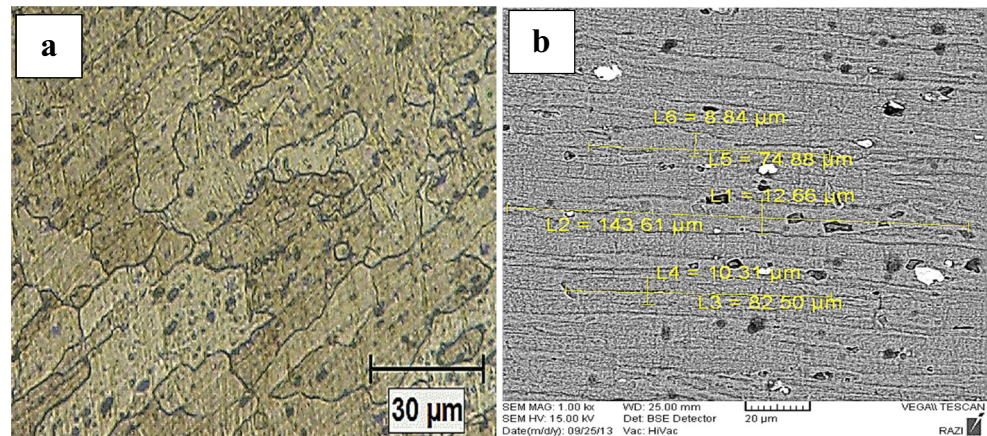 a
30 µm
b
L6 = 8.84 µm
L5 = 74.88 µm
L1 = 12.66 µm
L2 = 143.61 µm
L4 = 10.31 µm
L3 = 82.50 µm
SEM MAG: 1.00 kx WD: 25.00 mm
SEM HV: 15.00 kV Det: BSE Detector
Date(m/d/y): 09/25/13 Vac: HiVac
20 µm
VEGA\\ TESCAN
RAZI